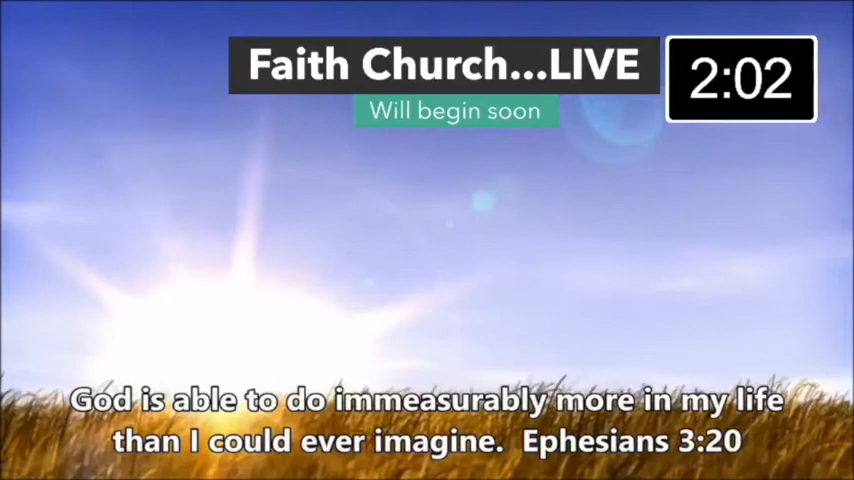 Faith Church...LIVE
2:02
Will begin soon
God is able to do immeasurably more in my life
than I could ever imagine. Ephesians 3:20